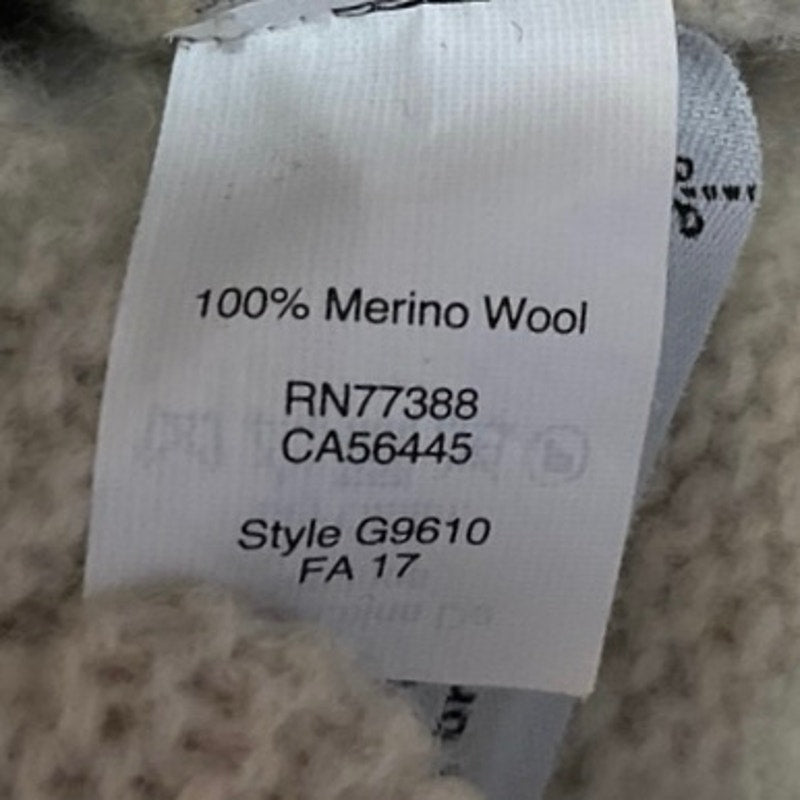 100% Merino Wool
RN77388
CA56445
Style G9610
FA 17